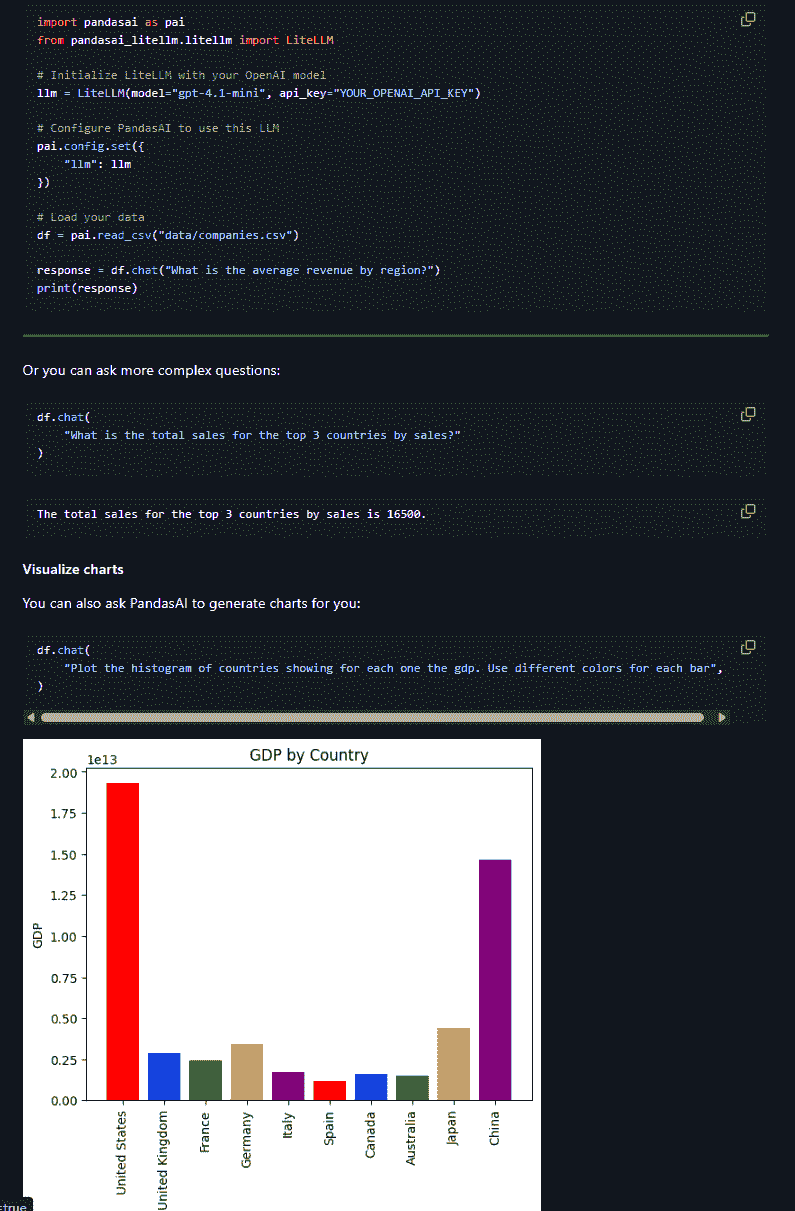 import pandasai as pai
from pandasai_litellm.litellm import LiteLLM
# Initialize LiteLLM with your OpenAI model
llm = LiteLLM(model="gpt-4.1-mini", api_key="YOUR_OPENAI_API_KEY")
# Configure PandasAI to use this LLM
pai.config.set({
    "llm": llm
})
# Load your data
df = pai.read_csv("data/companies.csv")
response = df.chat("What is the average revenue by region?")
print(response)
Or you can ask more complex questions:
df.chat(
    "What is the total sales for the top 3 countries by sales?"
)
The total sales for the top 3 countries by sales is 16500.
Visualize charts
You can also ask PandasAI to generate charts for you:
df.chat(
    "Plot the histogram of countries showing for each one the gdp. Use different colors for each bar",
)
GDP by Country
1e13
2.00
1.75
1.50
1.25
1.00
0.75
0.50
0.25
0.00
GDP
United States
United Kingdom
France
Germany
Italy
Spain
Canada
Australia
Japan
China
=true